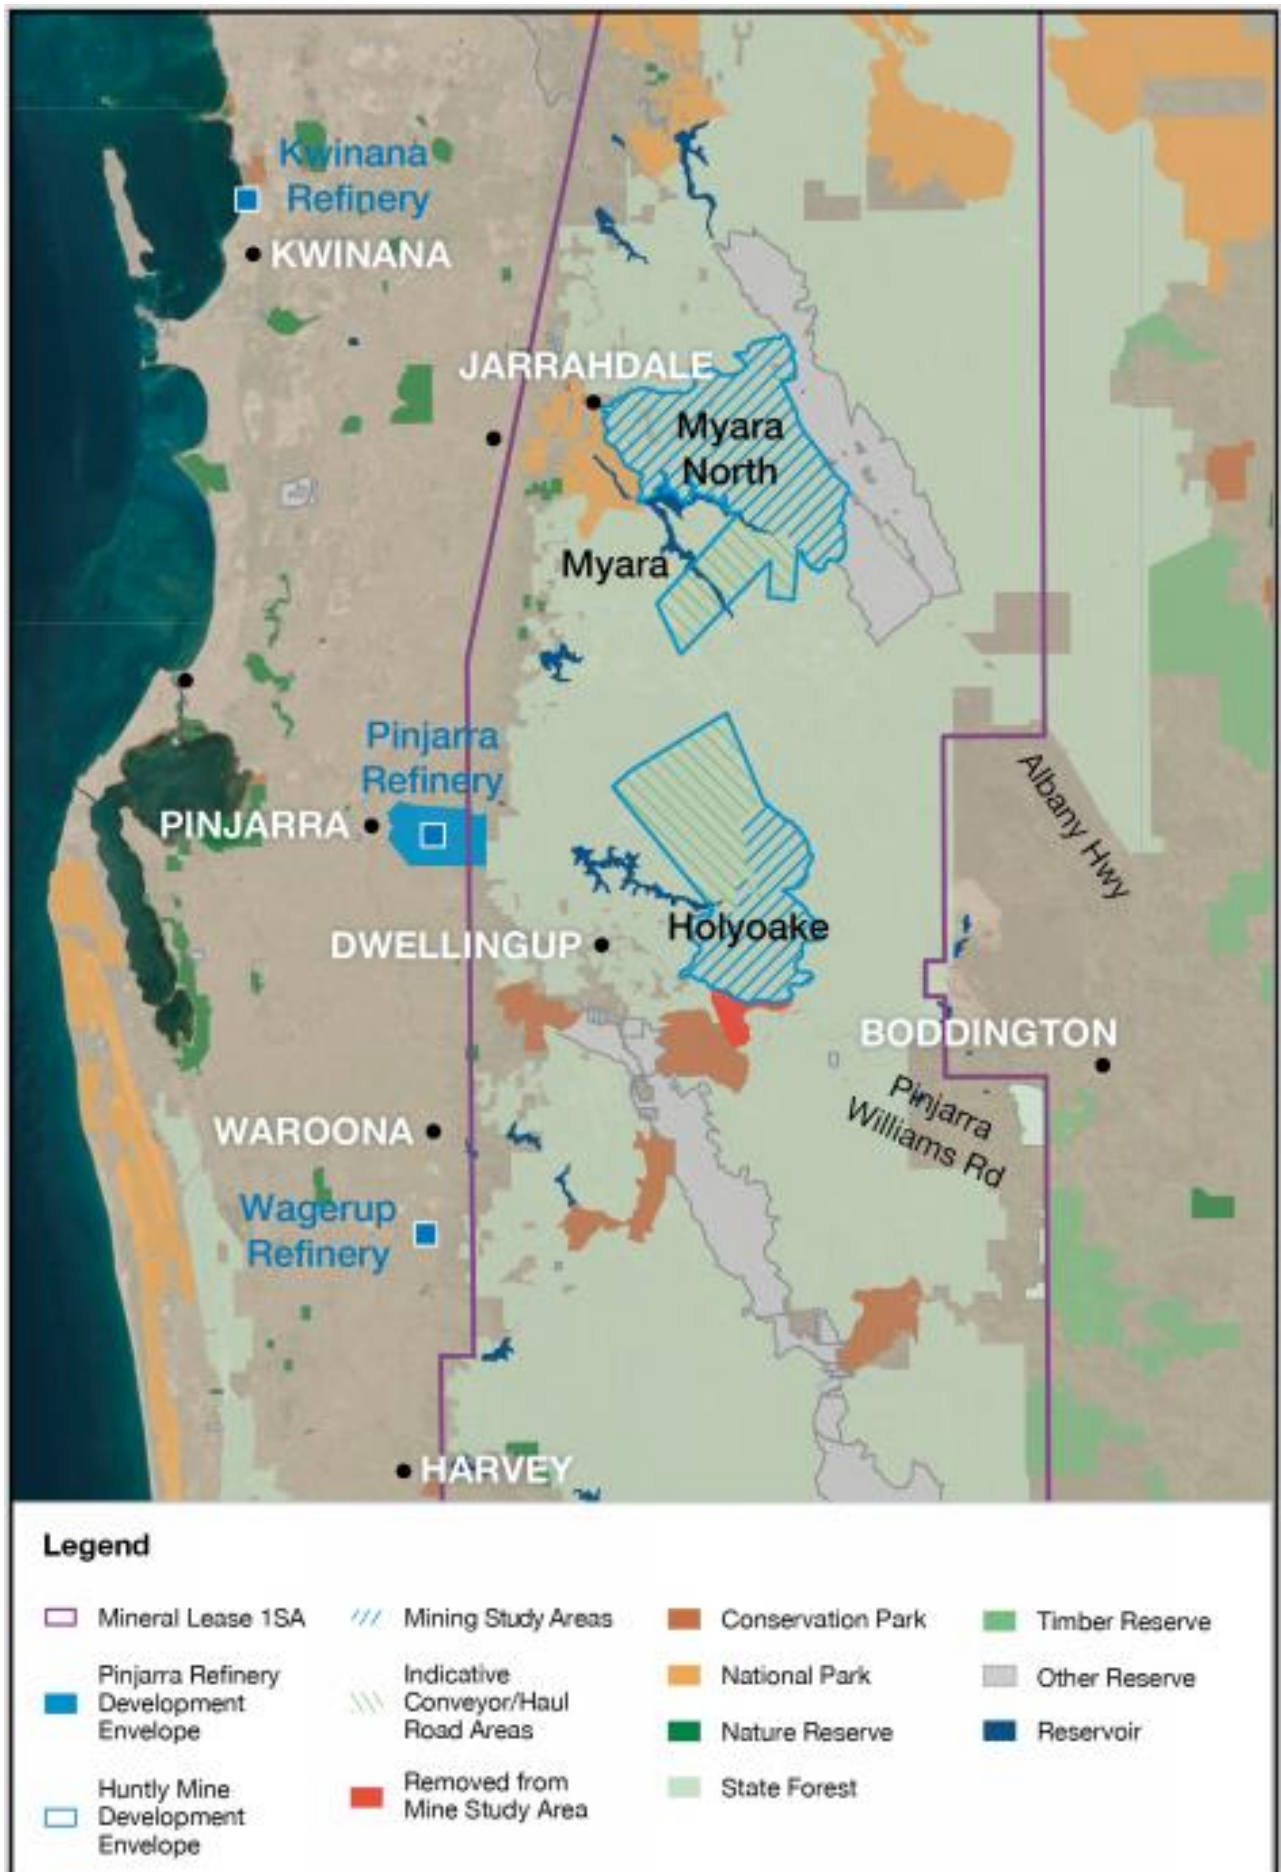 Kwinana
Refinery
KWINANA
JARRAHDALE
Myara
North
Myara
Pinjarra
Refinery
PINJARRA
Albany Hwy
Holyoake
DWELLINGUP
BODDINGTON
Pinjarra
Williams Rd
WAROONA
Wagerup
Refinery
HARVEY
Legend
Mineral Lease 1SA
Pinjarra Refinery
Development
Envelope
Huntly Mine
Development
Envelope
Mining Study Areas
Indicative
Conveyor/Haul
Road Areas
Removed from
Mine Study Area
Conservation Park
National Park
Nature Reserve
State Forest
Timber Reserve
Other Reserve
Reservoir